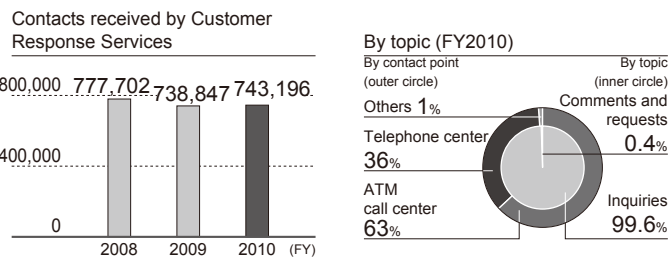 Contacts received by Customer
Response Services
800,000
777,702
738,847
743,196
400,000
0
2008
2009
2010
(FY)
By topic (FY2010)
By contact point
(outer circle)
Others 1%
Telephone center
36%
ATM
call center
63%
By topic
(inner circle)
Comments and
requests
0.4%
Inquiries
99.6%